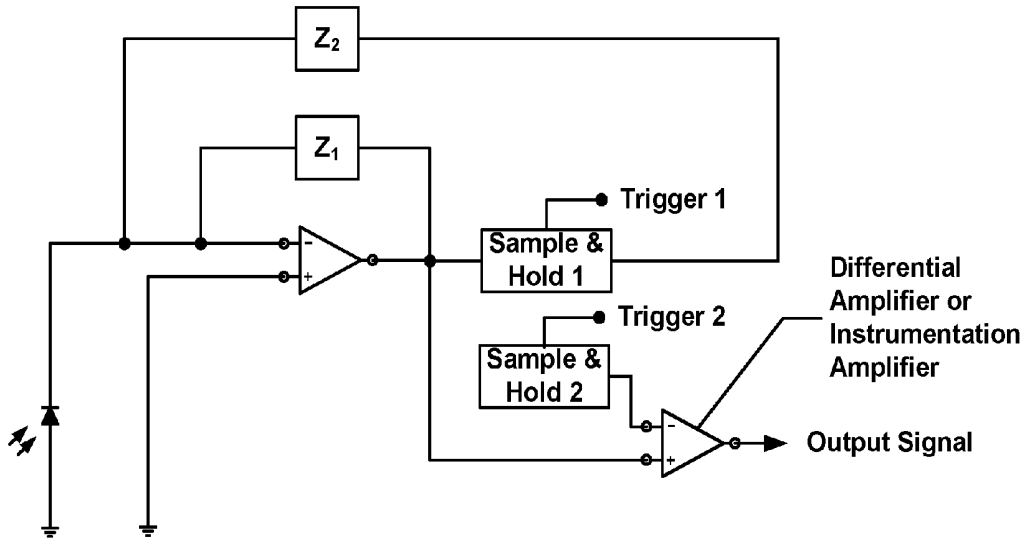 Z₂
Z₁
Trigger 1
Sample &
Hold 1
Differential
Amplifier or
Instrumentation
Amplifier
Trigger 2
Sample &
Hold 2
-
+
-
+
Output Signal